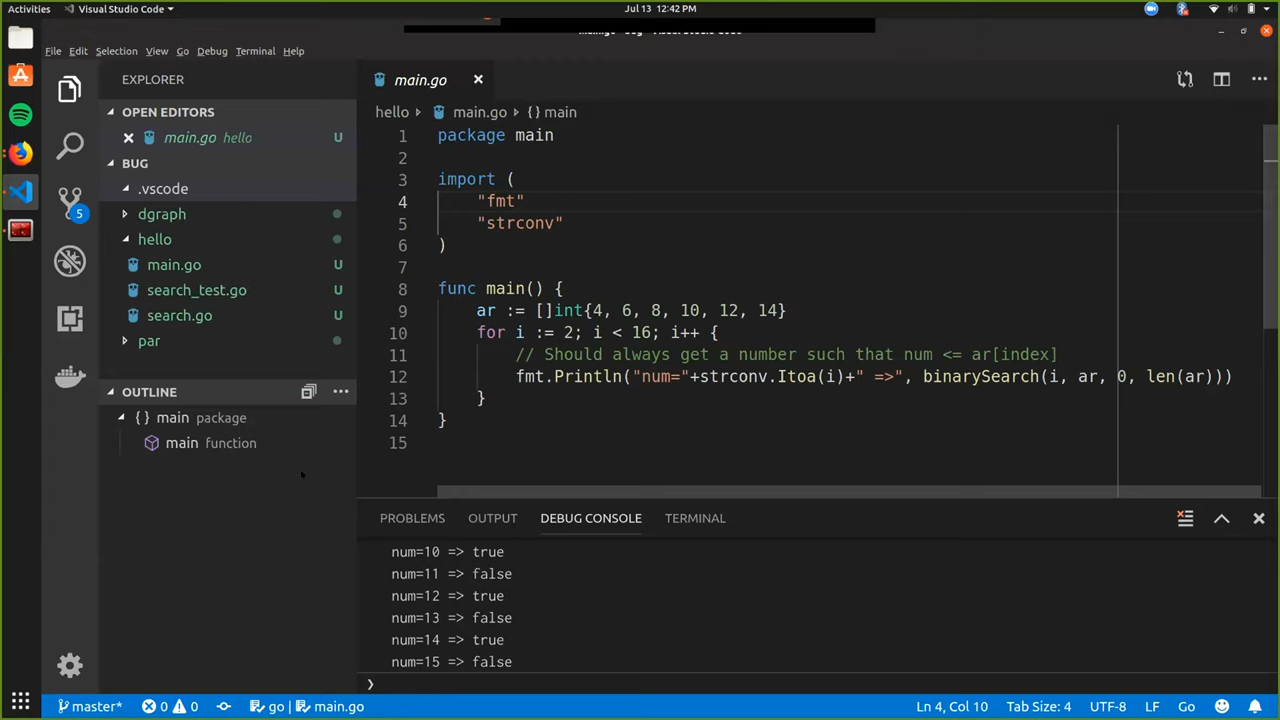 Activities Visual Studio Code Jul 13 12:42 PM
File Edit Selection View Go Debug Terminal Help
EXPLORER
OPEN EDITORS
main.go hello U
BUG
.vscode
dgraph
hello
main.go U
search_test.go U
search.go U
par
OUTLINE
{ } main package
main function
5
main.go
hello main.go { } main
1 package main
2
3 import (
4 "fmt"
5 "strconv"
6 )
7
8 func main() {
9 ar := []int{4, 6, 8, 10, 12, 14}
10 for i := 2; i < 16; i++ {
11 // Should always get a number such that num <= ar[index]
12 fmt.Println("num="+strconv.Itoa(i)+" =>", binarySearch(i, ar, 0, len(ar)))
13 }
14 }
15
PROBLEMS OUTPUT DEBUG CONSOLE TERMINAL
num=10 => true
num=11 => false
num=12 => true
num=13 => false
num=14 => true
num=15 => false
master* 0 0 go | main.go Ln 4, Col 10 Tab Size: 4 UTF-8 LF Go